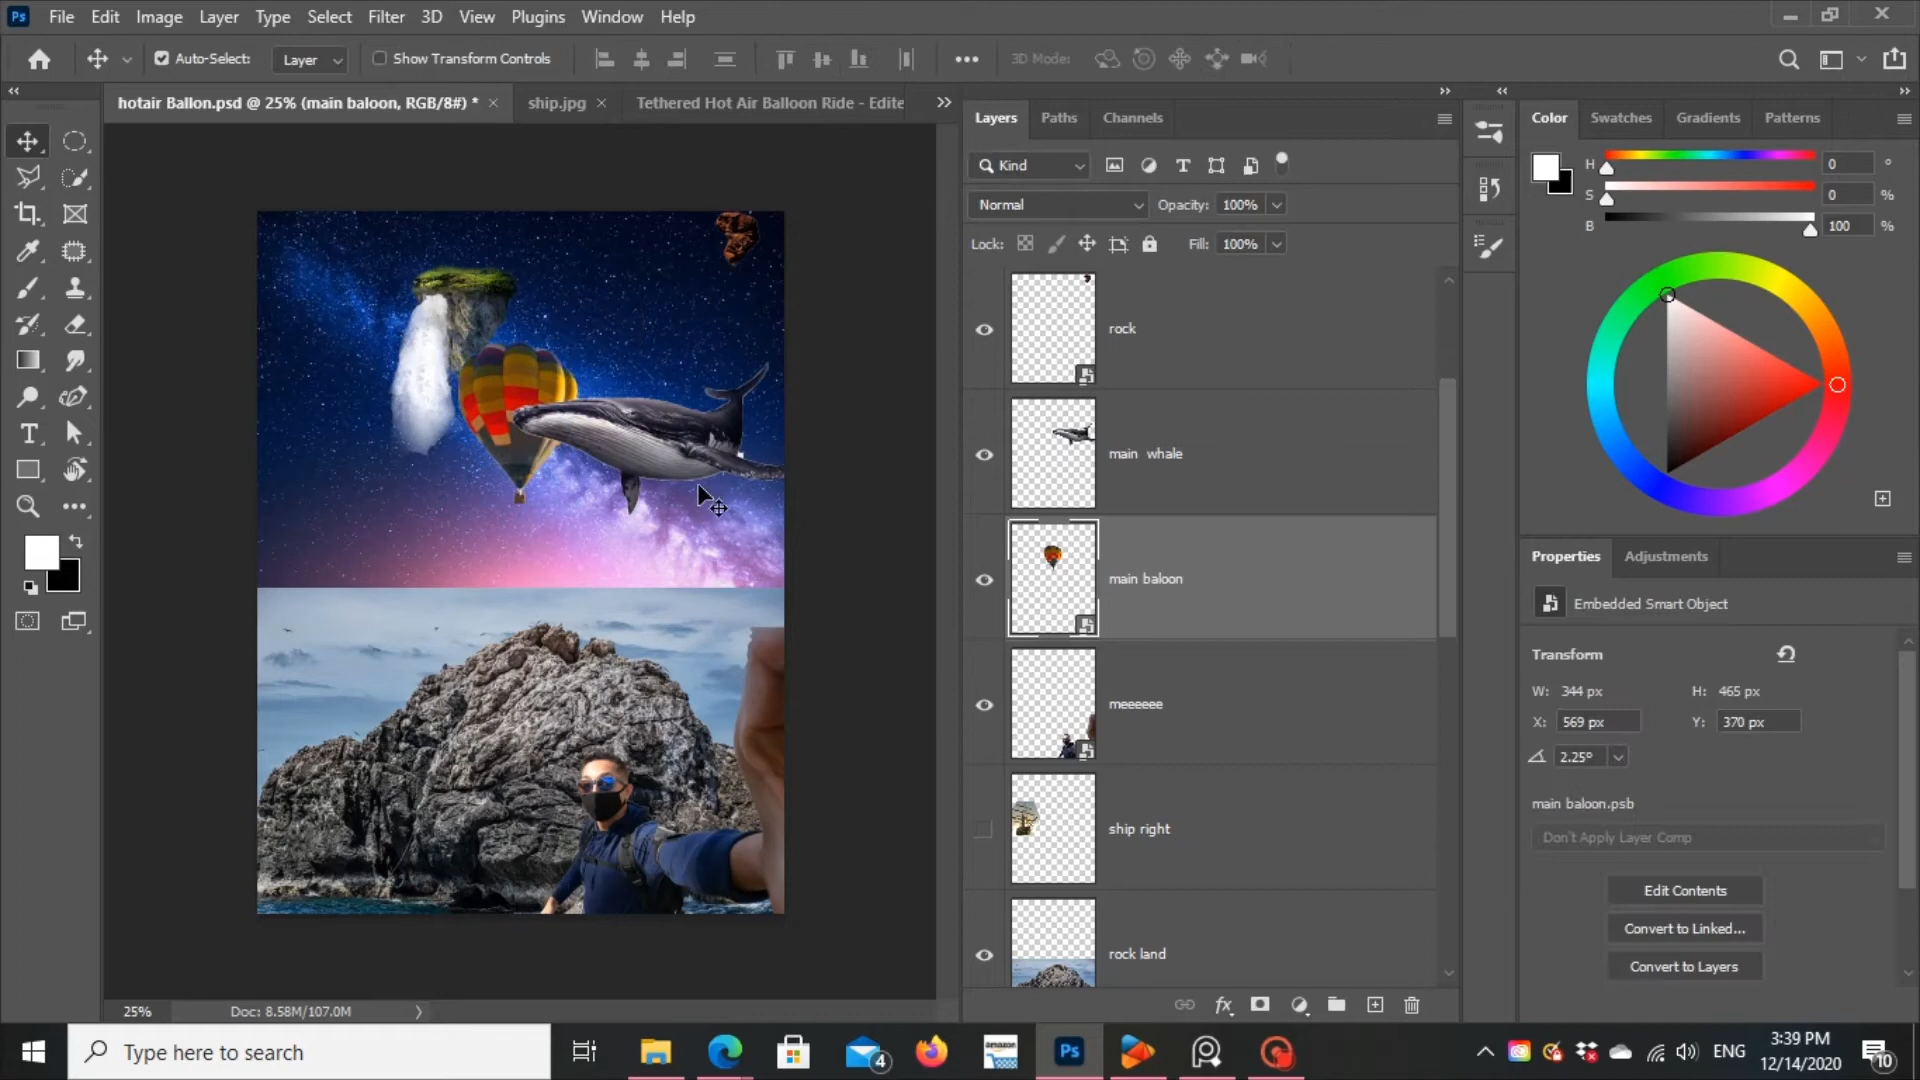 Ps File Edit Image Layer Type Select Filter 3D View Plugins Window Help
Auto-Select: Layer Show Transform Controls 3D Mode:
hotair Ballon.psd @ 25% (main baloon, RGB/8#) * ship.jpg Tethered Hot Air Balloon Ride - Edite
Layers Paths Channels
Color Swatches Gradients Patterns
Kind
H 0 °
S 0 %
B 100 %
Normal Opacity: 100%
Lock: Fill: 100%
rock
main whale
main baloon
meeeeee
ship right
rock land
Properties Adjustments
Embedded Smart Object
Transform
W: 344 px H: 465 px
X: 569 px Y: 370 px
2.25°
main baloon.psb
Don't Apply Layer Comp
Edit Contents
Convert to Linked...
Convert to Layers
25% Doc: 8.58M/107.0M
fx
Type here to search
amazon
4
Ps
ENG
3:39 PM
12/14/2020
10